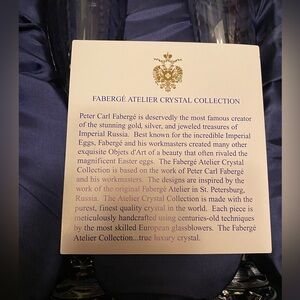 FABERGÉ ATELIER CRYSTAL COLLECTION
Peter Carl Fabergé is deservedly the most famous creator
of the stunning gold, silver, and jeweled treasures of
Imperial Russia. Best known for the incredible Imperial
Eggs, Fabergé and his workmasters created many other
exquisite Objets d'Art of a beauty that often rivaled the
magnificent Easter eggs. The Fabergé Atelier Crystal
Collection is based on the work of Peter Carl Fabergé
and his workmasters. The designs are inspired by the
work of the original Fabergé Atelier in St. Petersburg,
Russia. The Atelier Crystal Collection is made with the
purest, finest quality crystal in the world. Each piece is
meticulously handcrafted using centuries-old techniques
by the most skilled European glassblowers. The Fabergé
Atelier Collection...true luxury crystal.